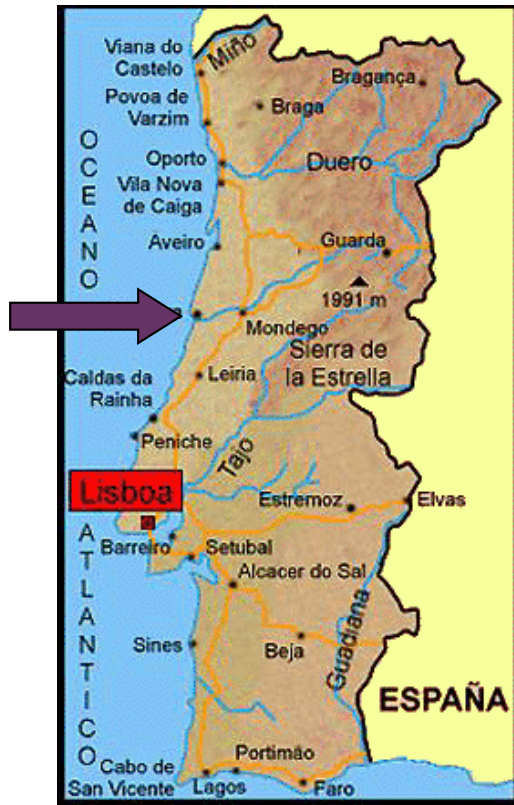 Viana do
Castelo
Miño
Bragança
Povoa de
Varzim
Braga
Oporto
Duero
Vila Nova
de Caiga
OCEANO
Aveiro
Guarda
1991 m
Mondego
Sierra de
la Estrella
Leiria
Caldas da
Rainha
Peniche
Tajo
Lisboa
Estremoz
Elvas
Barreiro
Setubal
ATLANTICO
Alcacer do Sal
Guadiana
Sines
Beja
ESPAÑA
Portimão
Cabo de
San Vicente
Lagos
Faro